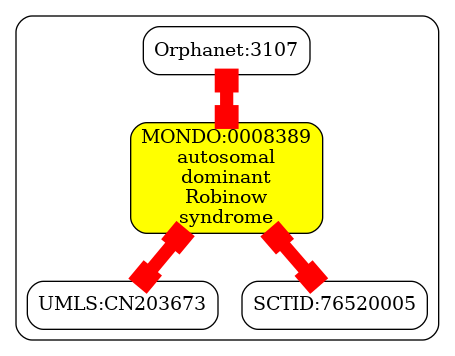 Orphanet:3107
MONDO:0008389
autosomal
dominant
Robinow
syndrome
UMLS:CN203673
SCTID:76520005